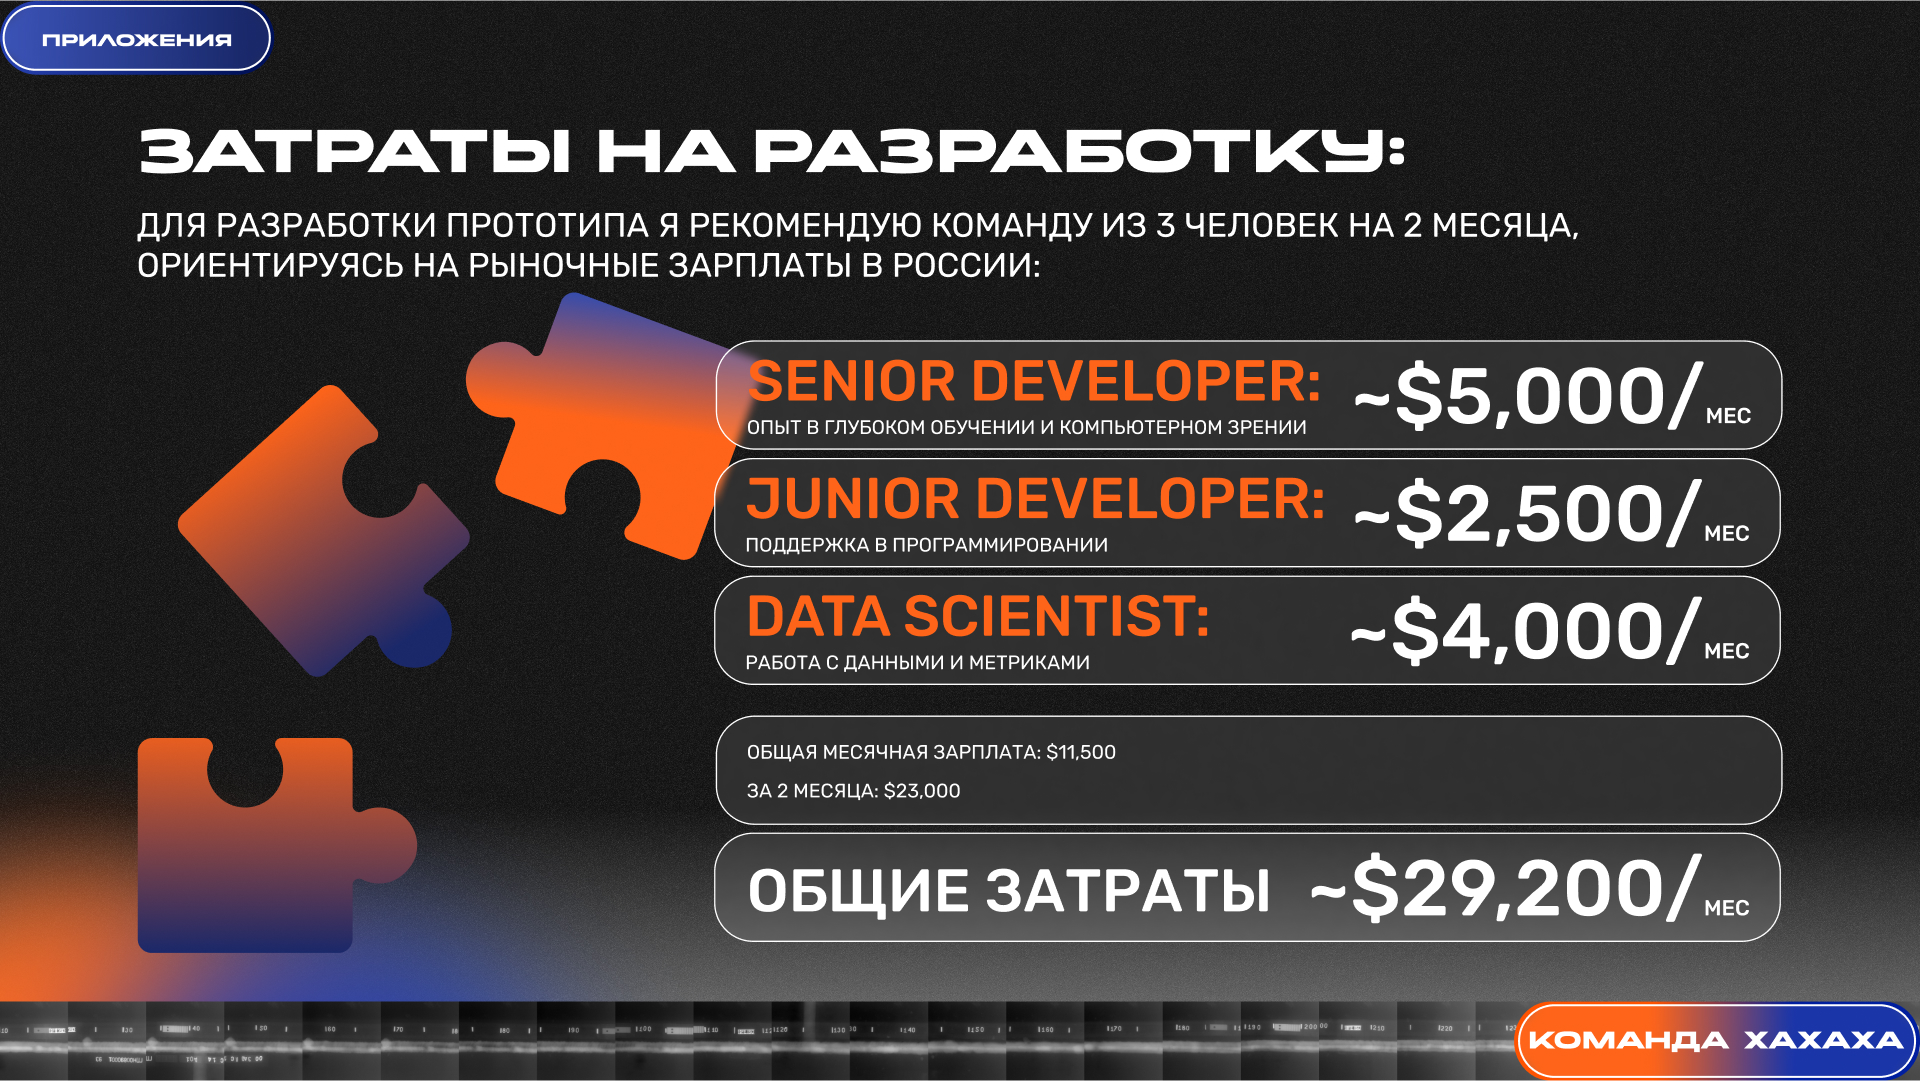 ПРИЛОЖЕНИЯ
ЗАТРАТЫ НА РАЗРАБОТКУ:
ДЛЯ РАЗРАБОТКИ ПРОТОТИПА Я РЕКОМЕНДУЮ КОМАНДУ ИЗ 3 ЧЕЛОВЕК НА 2 МЕСЯЦА,
ОРИЕНТИРУЯСЬ НА РЫНОЧНЫЕ ЗАРПЛАТЫ В РОССИИ:
SENIOR DEVELOPER: ~$5,000/МЕС
ОПЫТ В ГЛУБОКОМ ОБУЧЕНИИ И КОМПЬЮТЕРНОМ ЗРЕНИИ
JUNIOR DEVELOPER: ~$2,500/МЕС
ПОДДЕРЖКА В ПРОГРАММИРОВАНИИ
DATA SCIENTIST: ~$4,000/МЕС
РАБОТА С ДАННЫМИ И МЕТРИКАМИ
ОБЩАЯ МЕСЯЧНАЯ ЗАРПЛАТА: $11,500
ЗА 2 МЕСЯЦА: $23,000
ОБЩИЕ ЗАТРАТЫ ~$29,200/МЕС
КОМАНДА ХАХАХА